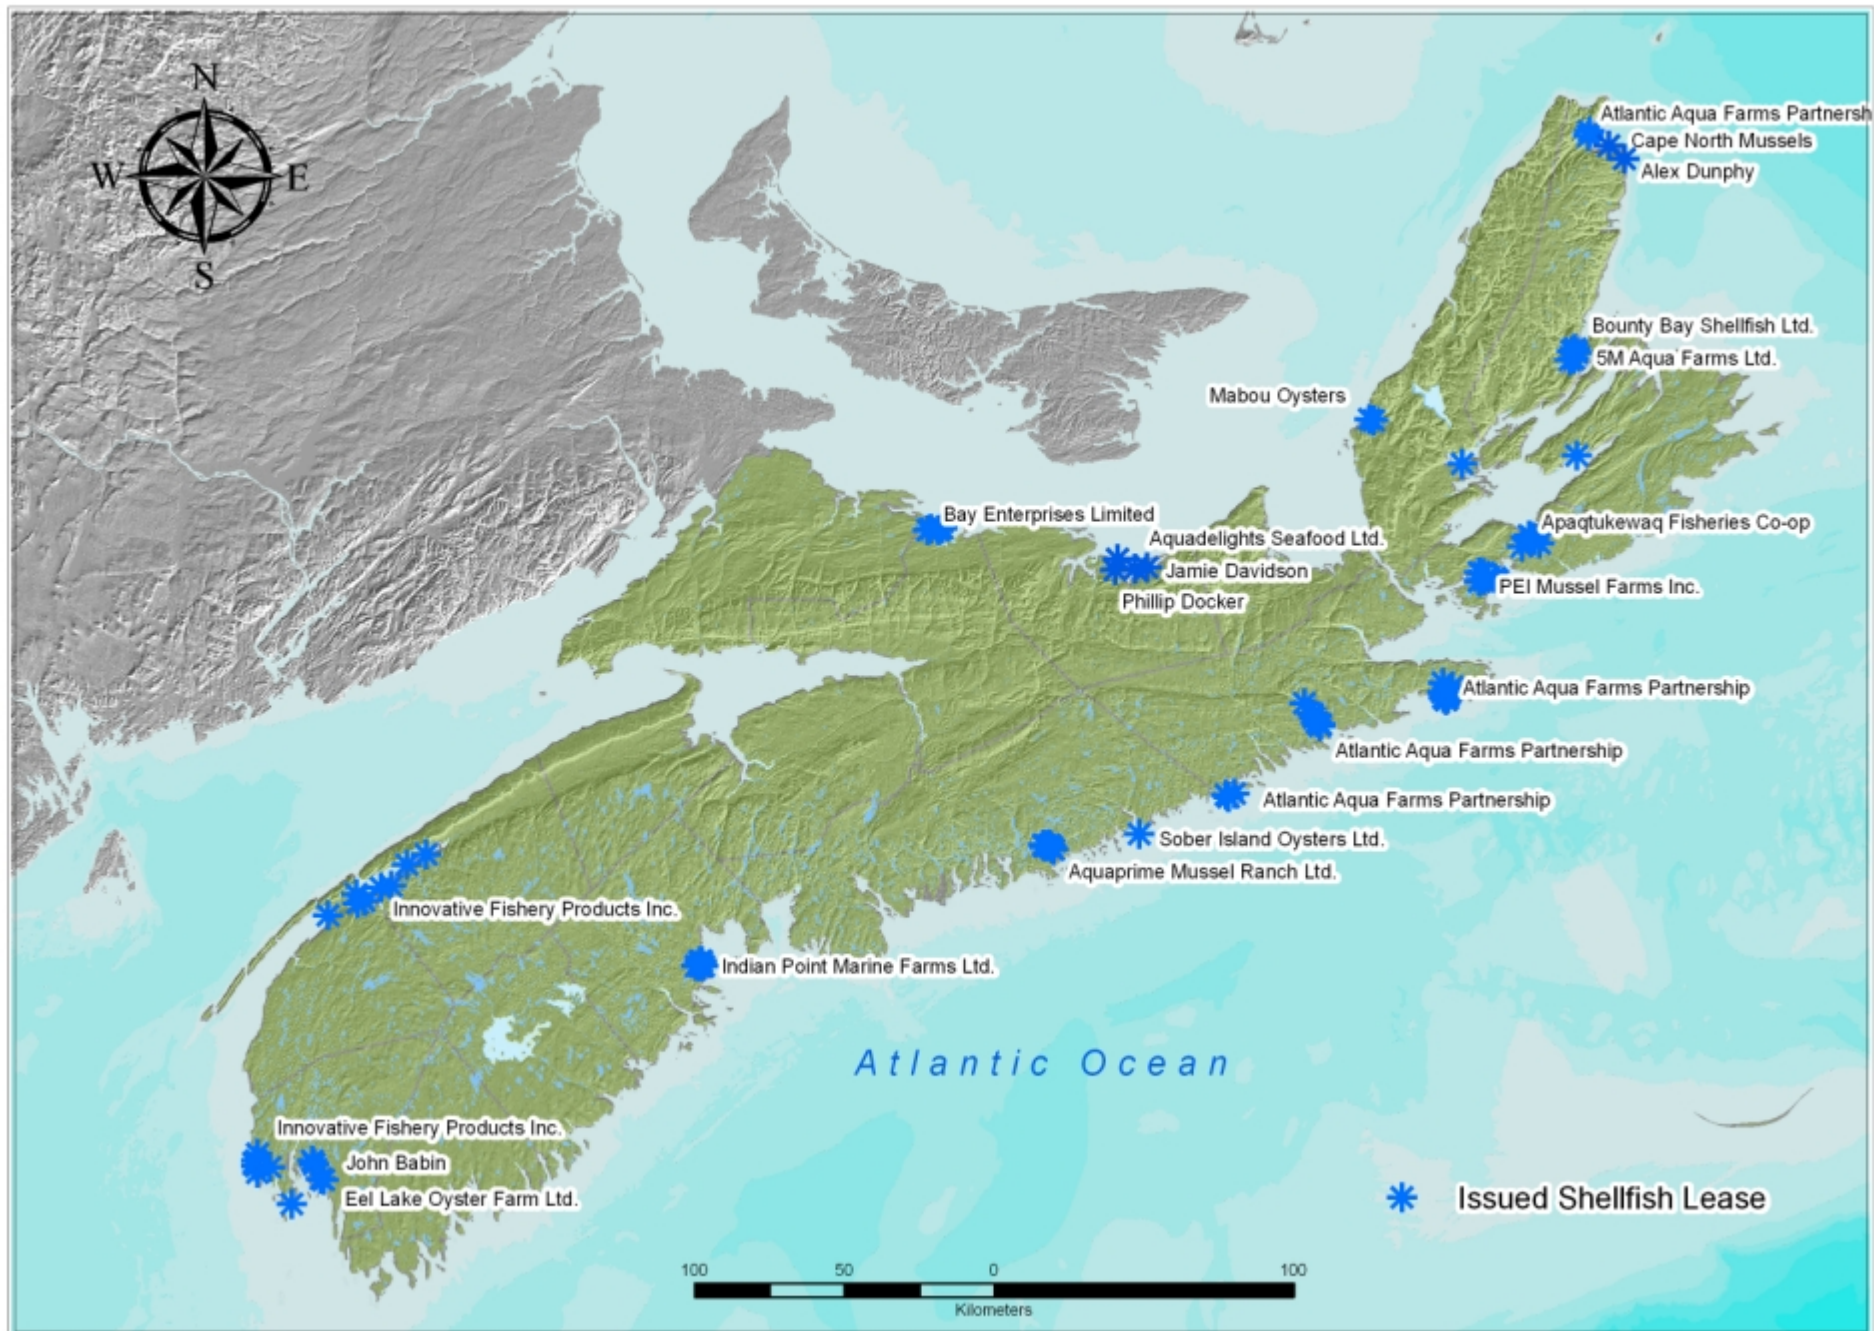 N
W
E
S
Atlantic Aqua Farms Partnersh
Cape North Mussels
Alex Dunphy
Bounty Bay Shellfish Ltd.
5M Aqua Farms Ltd.
Mabou Oysters
Bay Enterprises Limited
Apaqtukewaq Fisheries Co-op
Aquadelights Seafood Ltd.
Jamie Davidson
PEI Mussel Farms Inc.
Phillip Docker
Atlantic Aqua Farms Partnership
Atlantic Aqua Farms Partnership
Atlantic Aqua Farms Partnership
Sober Island Oysters Ltd.
Aquaprime Mussel Ranch Ltd.
Innovative Fishery Products Inc.
Indian Point Marine Farms Ltd.
Atlantic Ocean
Innovative Fishery Products Inc.
John Babin
Eel Lake Oyster Farm Ltd.
Issued Shellfish Lease
100 50 0 100
Kilometers